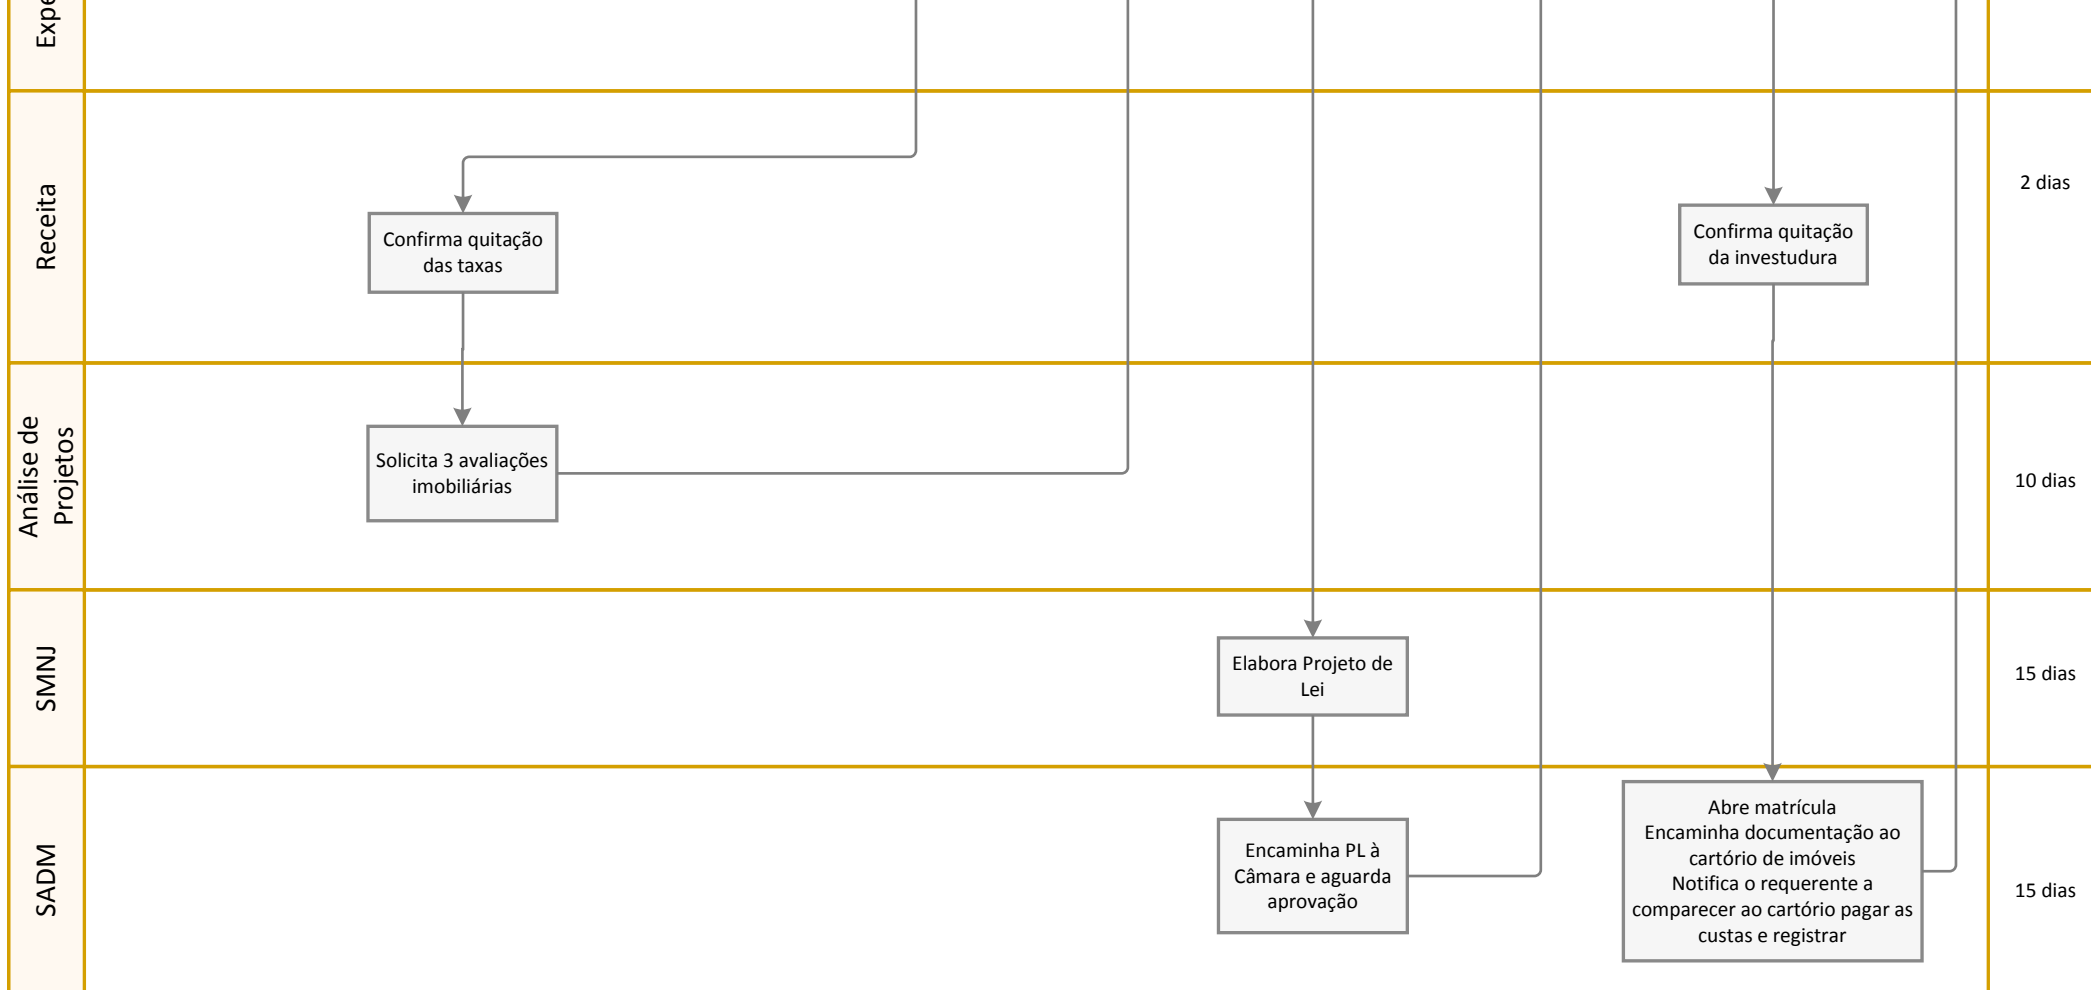 Expe
Receita
Confirma quitação
das taxas
Confirma quitação
da investudura
2 dias
Análise de
Projetos
Solicita 3 avaliações
imobiliárias
10 dias
SMNJ
Elabora Projeto de
Lei
15 dias
SADM
Encaminha PL à
Câmara e aguarda
aprovação
Abre matrícula
Encaminha documentação ao
cartório de imóveis
Notifica o requerente a
comparecer ao cartório pagar as
custas e registrar
15 dias